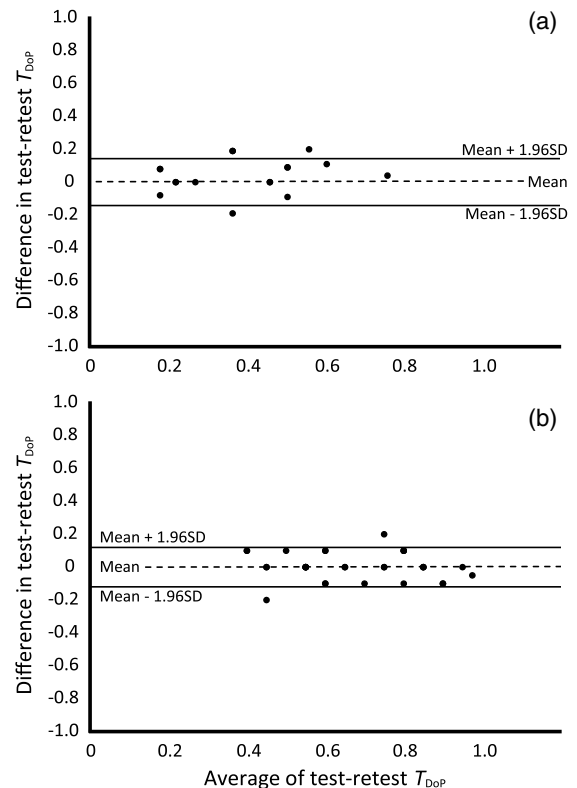 (a)
1.0
0.8
0.6
0.4
0.2
0
-0.2
-0.4
-0.6
-0.8
-1.0
Difference in test-retest T_DoP
Mean + 1.96SD
Mean
Mean - 1.96SD
0 0.2 0.4 0.6 0.8 1.0
(b)
1.0
0.8
0.6
0.4
0.2
0
-0.2
-0.4
-0.6
-0.8
-1.0
Difference in test-retest T_DoP
Mean + 1.96SD
Mean
Mean - 1.96SD
0 0.2 0.4 0.6 0.8 1.0
Average of test-retest T_DoP